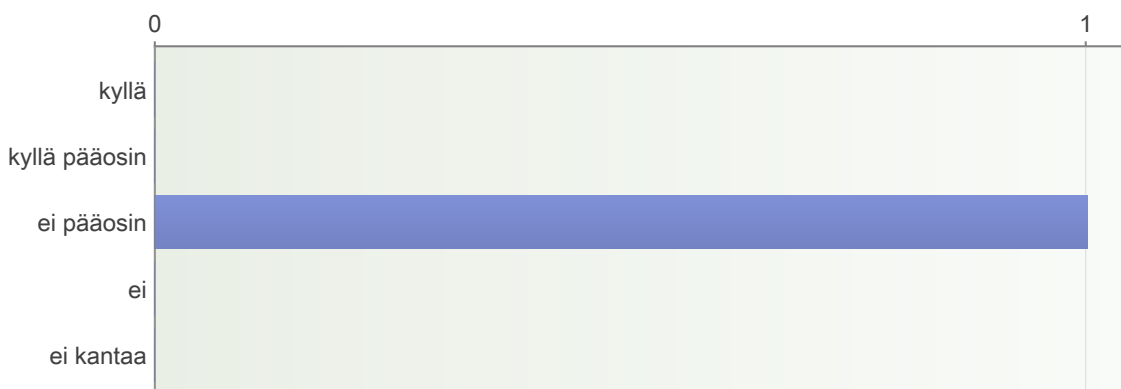 0 1
kyllä
kyllä pääosin
ei pääosin
ei
ei kantaa